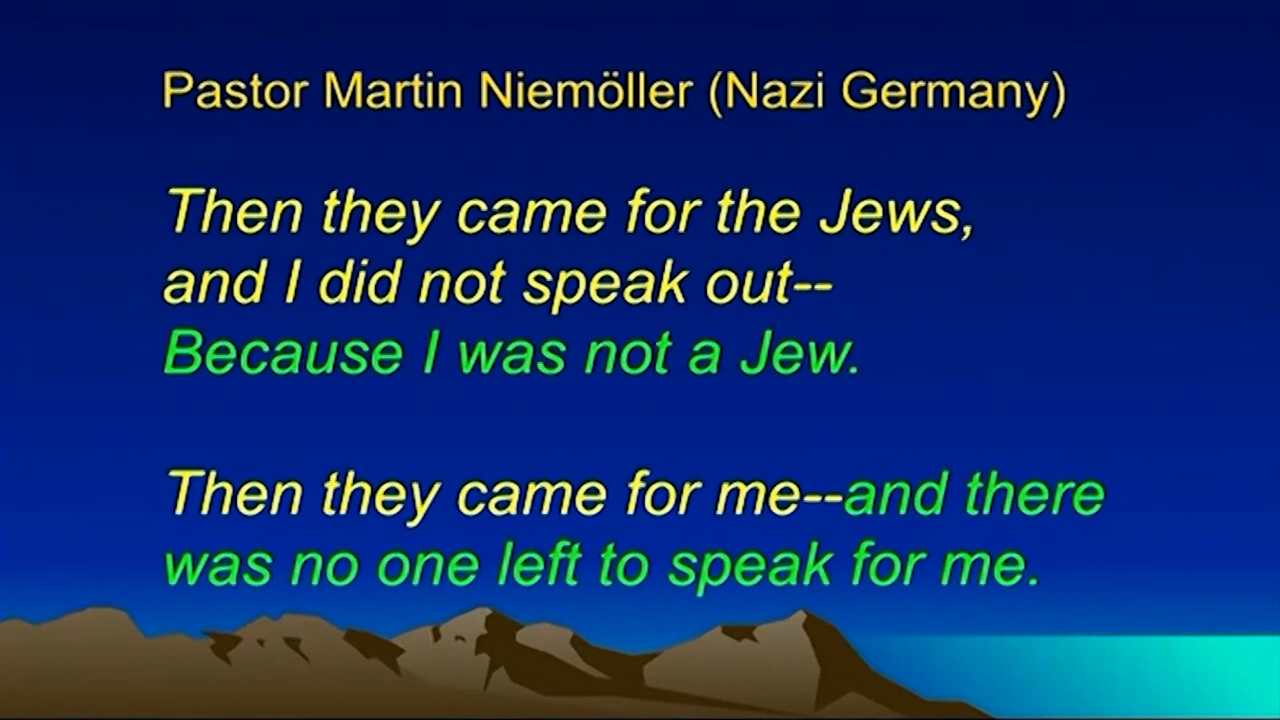 Pastor Martin Niemöller (Nazi Germany)
Then they came for the Jews,
and I did not speak out--
Because I was not a Jew.
Then they came for me--and there
was no one left to speak for me.